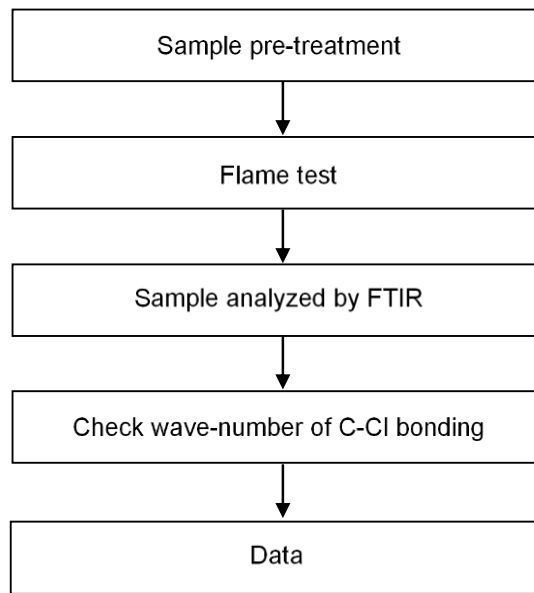 Sample pre-treatment
Flame test
Sample analyzed by FTIR
Check wave-number of C-Cl bonding
Data